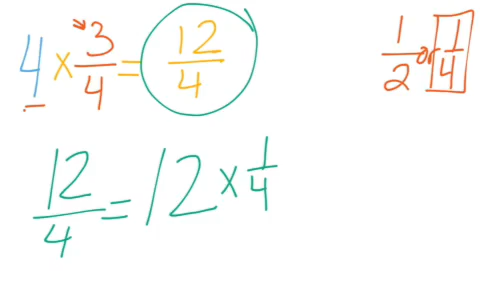 4 × 3/4 = 12/4
1/2 or 1/4
12/4 = 12 × 1/4